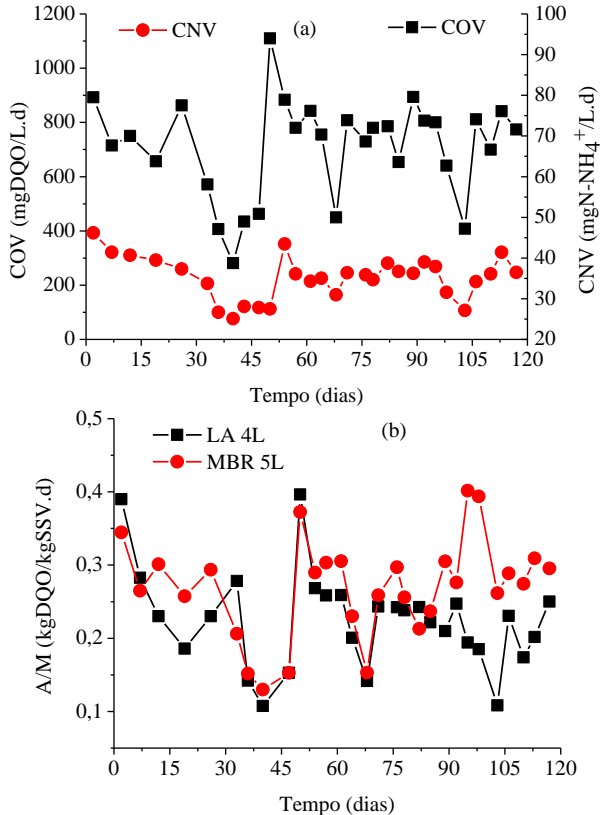 (a)
CNV
COV
1200
1000
800
600
400
200
0
COV (mgDQO/L.d)
100
90
80
70
60
50
40
30
20
CNV (mgN-NH₄⁺/L.d)
0 15 30 45 60 75 90 105 120
Tempo (dias)
(b)
LA 4L
MBR 5L
0,5
0,4
0,3
0,2
0,1
A/M (kgDQO/kgSSV.d)
0 15 30 45 60 75 90 105 120
Tempo (dias)